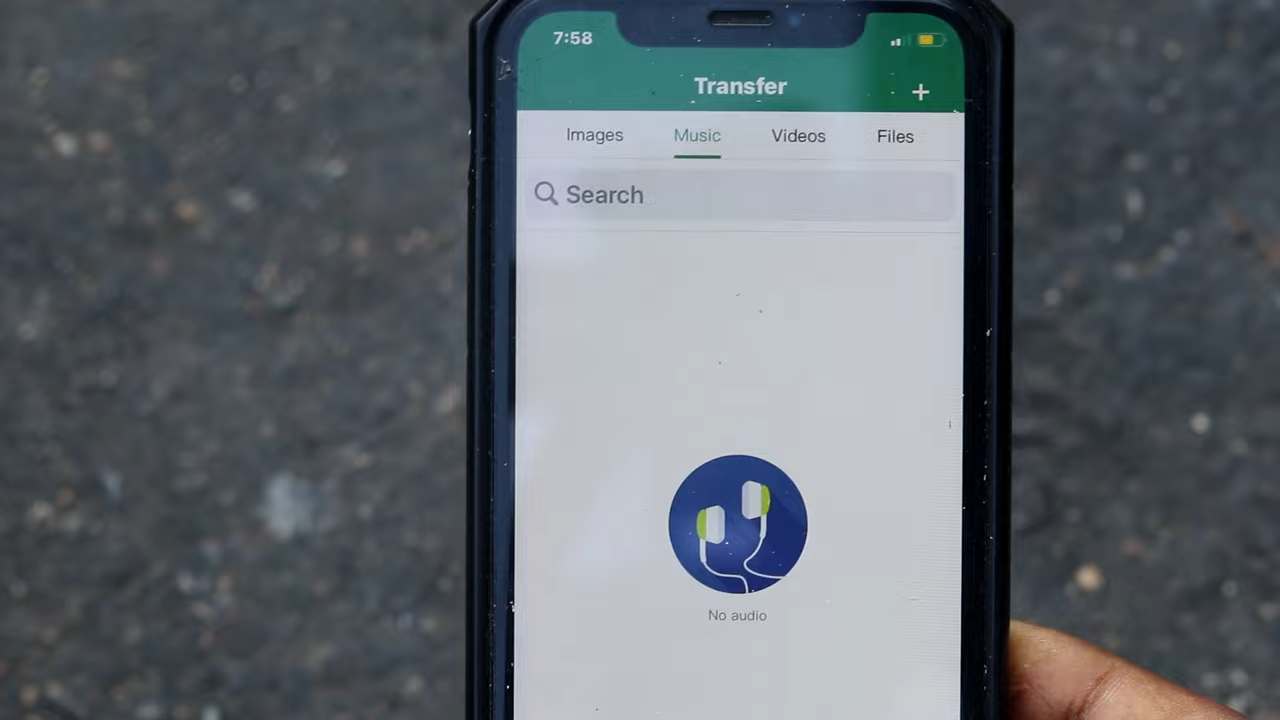 7:58
Transfer
+
Images Music Videos Files
Search
No audio